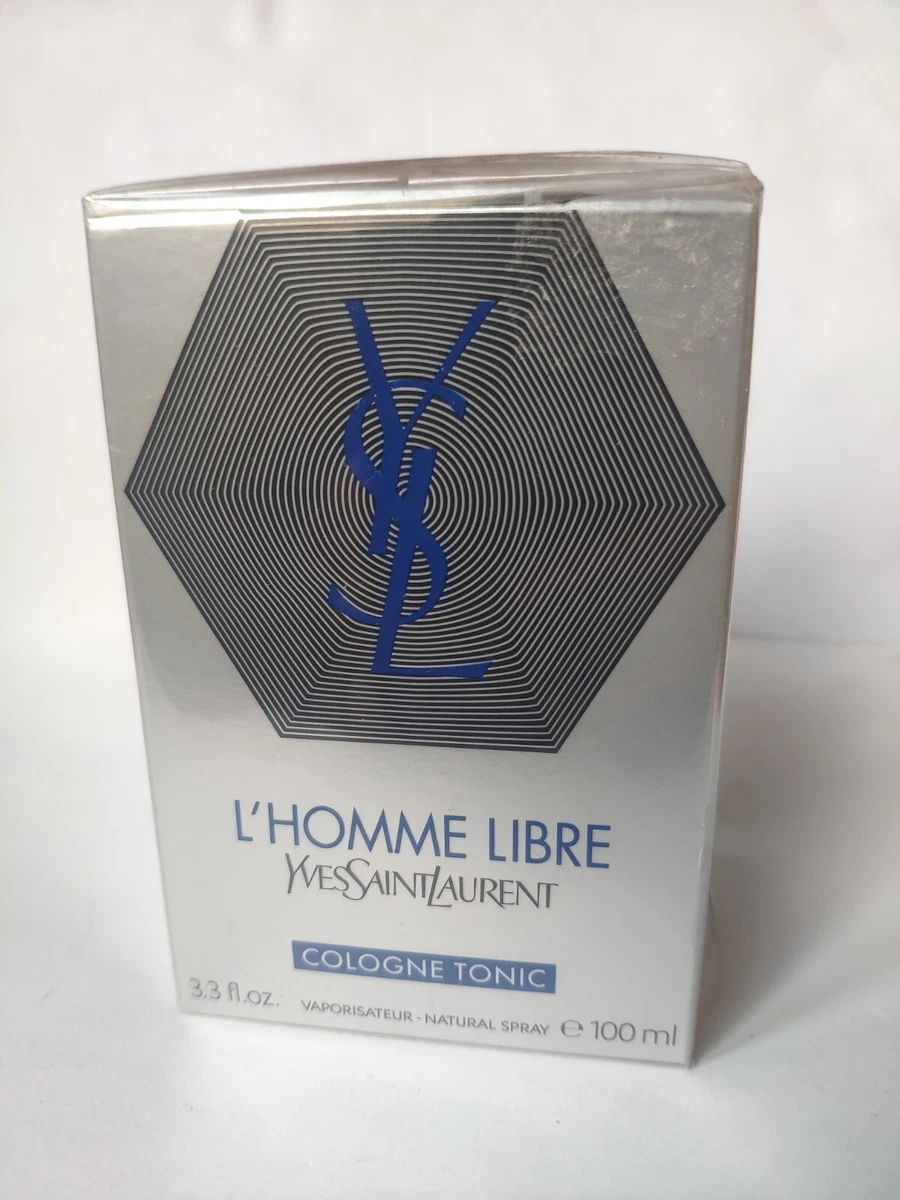 YSL
L'HOMME LIBRE
YVESSAINTLAURENT
COLOGNE TONIC
3.3 fl.oz. VAPORISATEUR - NATURAL SPRAY ℮ 100 ml